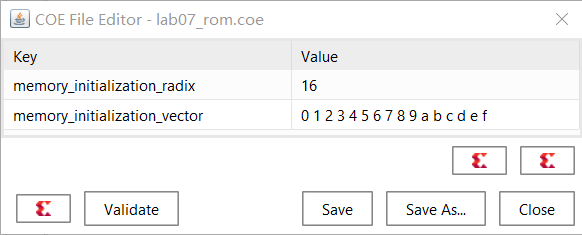 COE File Editor - lab07_rom.coe
Key Value
memory_initialization_radix 16
memory_initialization_vector 0 1 2 3 4 5 6 7 8 9 a b c d e f
Validate Save Save As... Close